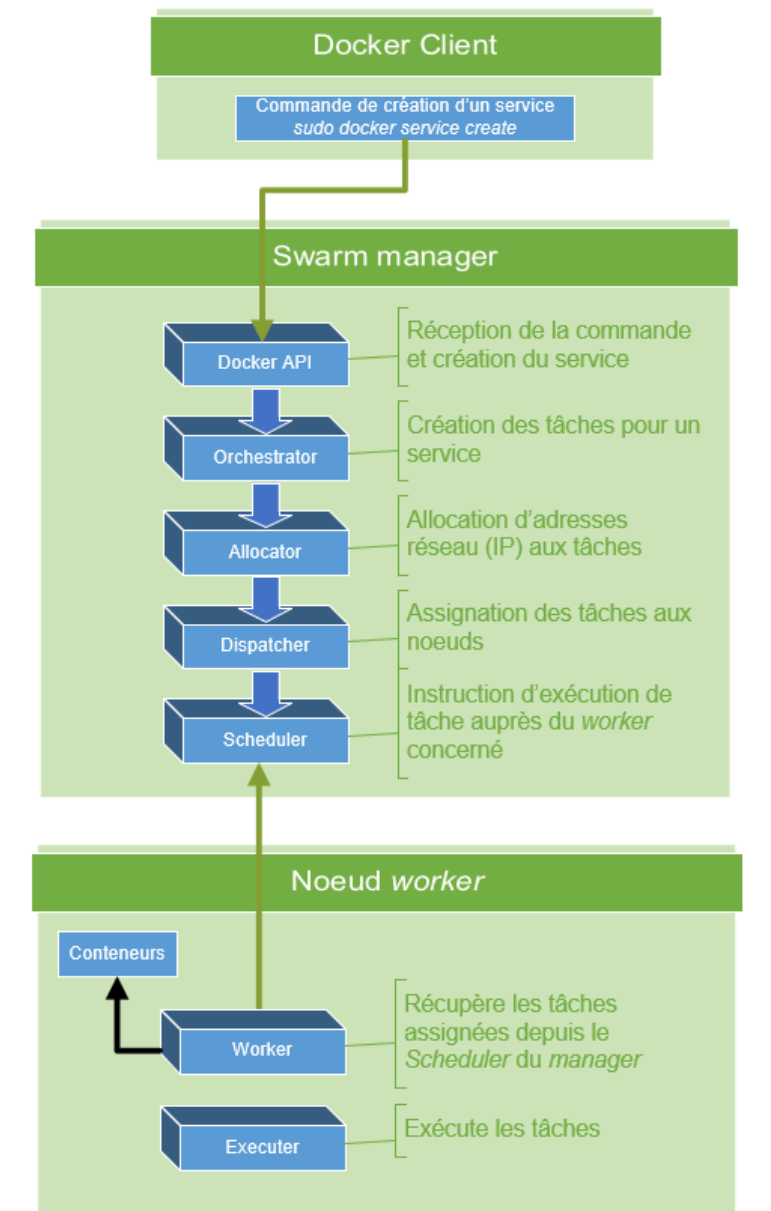 Docker Client
Commande de création d'un service
sudo docker service create
Swarm manager
Docker API
Réception de la commande
et création du service
Orchestrator
Création des tâches pour un
service
Allocator
Allocation d'adresses
réseau (IP) aux tâches
Dispatcher
Assignation des tâches aux
noeuds
Scheduler
Instruction d'exécution de
tâche auprès du worker
concerné
Noeud worker
Conteneurs
Worker
Récupère les tâches
assignées depuis le
Scheduler du manager
Executer
Exécute les tâches